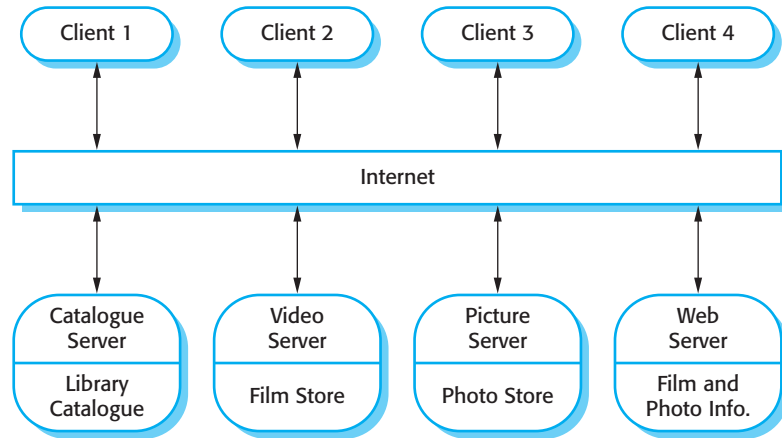 Client 1
Client 2
Client 3
Client 4
Internet
Catalogue
Server
Library
Catalogue
Video
Server
Film Store
Picture
Server
Photo Store
Web
Server
Film and
Photo Info.